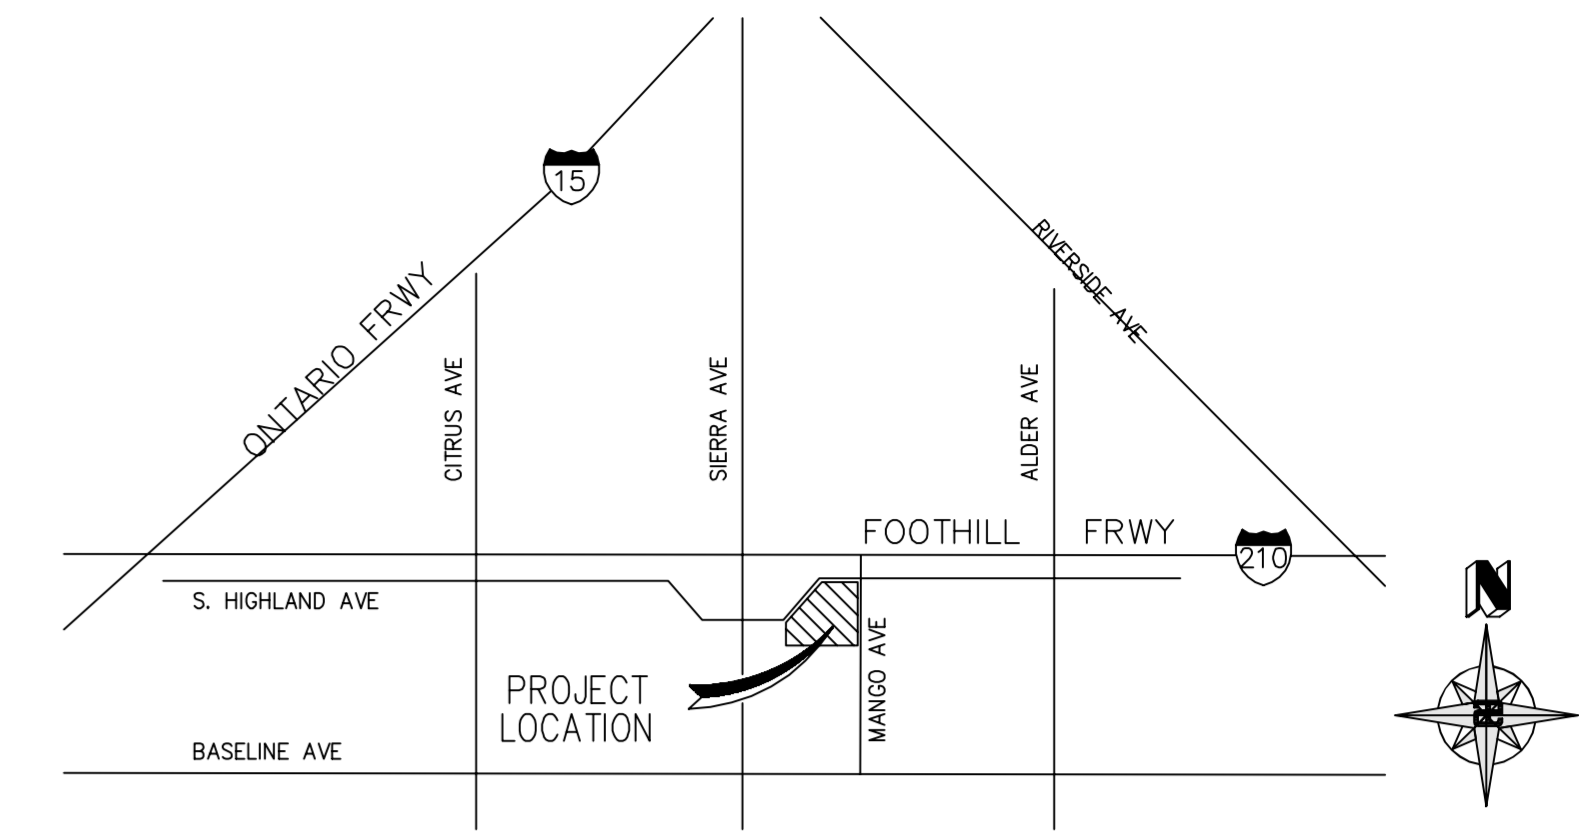 15
ONTARIO FRWY
RIVERSIDE AVE
CITRUS AVE
SIERRA AVE
ALDER AVE
FOOTHILL FRWY
210
S. HIGHLAND AVE
N
MANGO AVE
PROJECT
LOCATION
BASELINE AVE